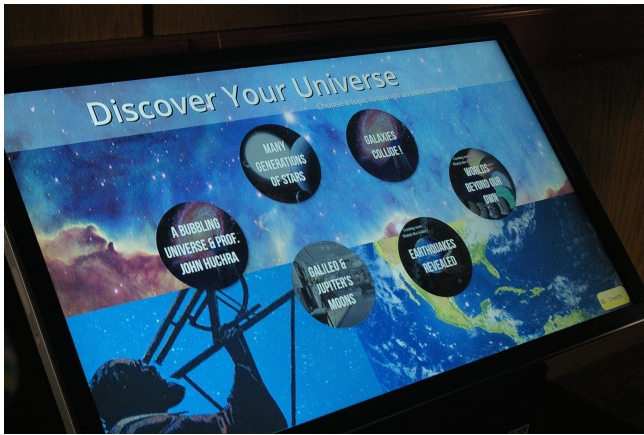 Discover Your Universe
Choose a topic to launch an interactive story
MANY
GENERATIONS
OF STARS
GALAXIES
COLLIDE!
WORLDS
BEYOND OUR
OWN
A BUBBLING
UNIVERSE & PROF.
JOHN HUCHRA
GALILEO &
JUPITER'S
MOONS
EARTHQUAKES
REVEALED
Credits